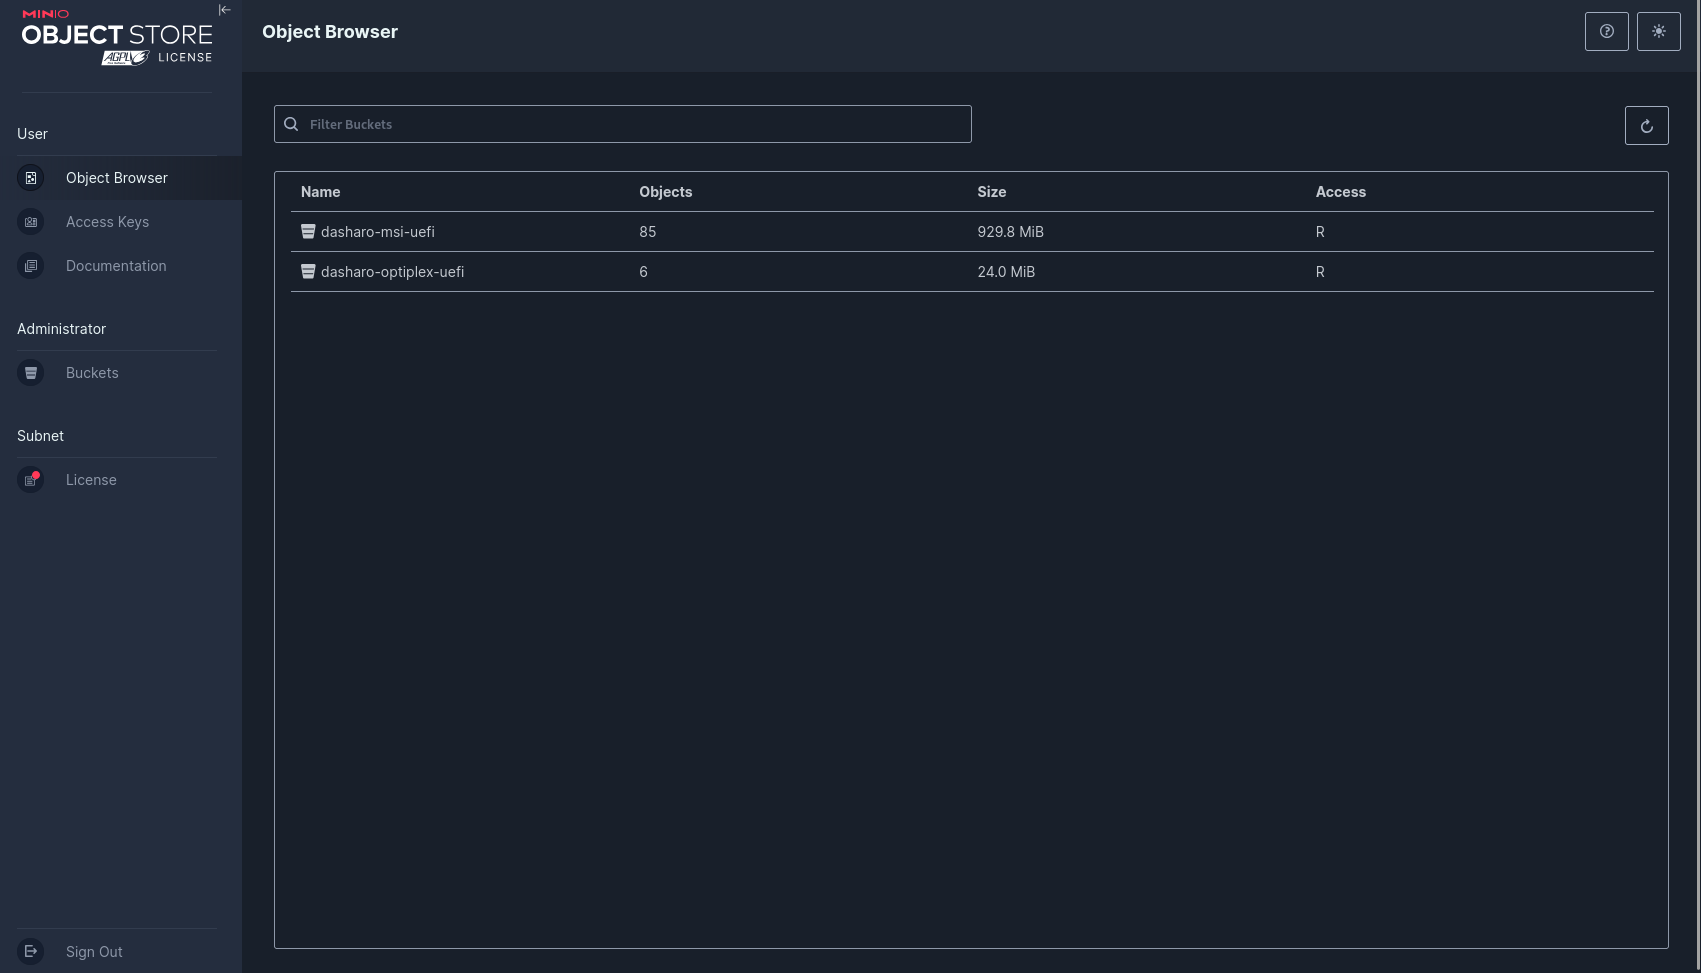 MINIO
OBJECT STORE
AGPLv3 LICENSE
User
Object Browser
Access Keys
Documentation
Administrator
Buckets
Subnet
License
Sign Out
Object Browser
Filter Buckets
Name Objects Size Access
dasharo-msi-uefi 85 929.8 MiB R
dasharo-optiplex-uefi 6 24.0 MiB R